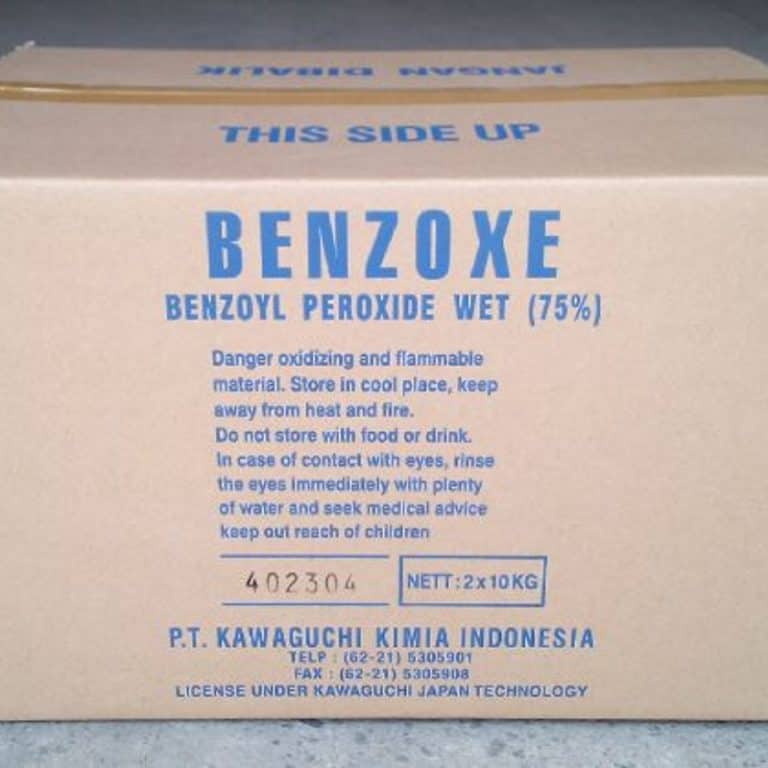 JANGAN DIBALIK
THIS SIDE UP
BENZOXE
BENZOYL PEROXIDE WET (75%)
Danger oxidizing and flammable
material. Store in cool place, keep
away from heat and fire.
Do not store with food or drink.
In case of contact with eyes, rinse
the eyes immediately with plenty
of water and seek medical advice
keep out reach of children
402304
NETT : 2 x 10 KG
P.T. KAWAGUCHI KIMIA INDONESIA
TELP : (62-21) 5305901
FAX : (62-21) 5305908
LICENSE UNDER KAWAGUCHI JAPAN TECHNOLOGY